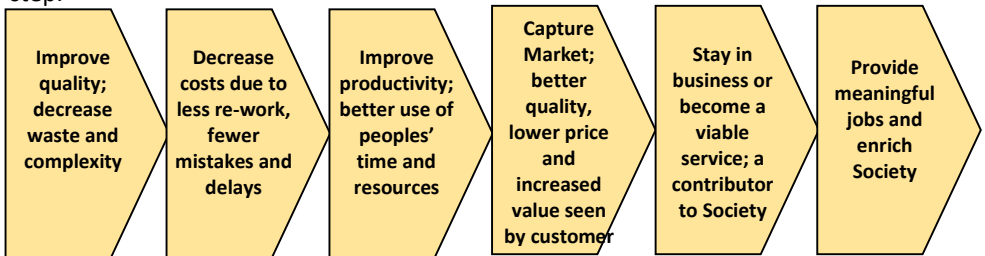 step.
Improve
quality;
decrease
waste and
complexity
Decrease
costs due to
less re-work,
fewer
mistakes and
delays
Improve
productivity;
better use of
peoples’
time and
resources
Capture
Market;
better
quality,
lower price
and
increased
value seen
by customer
Stay in
business or
become a
viable
service; a
contributor
to Society
Provide
meaningful
jobs and
enrich
Society